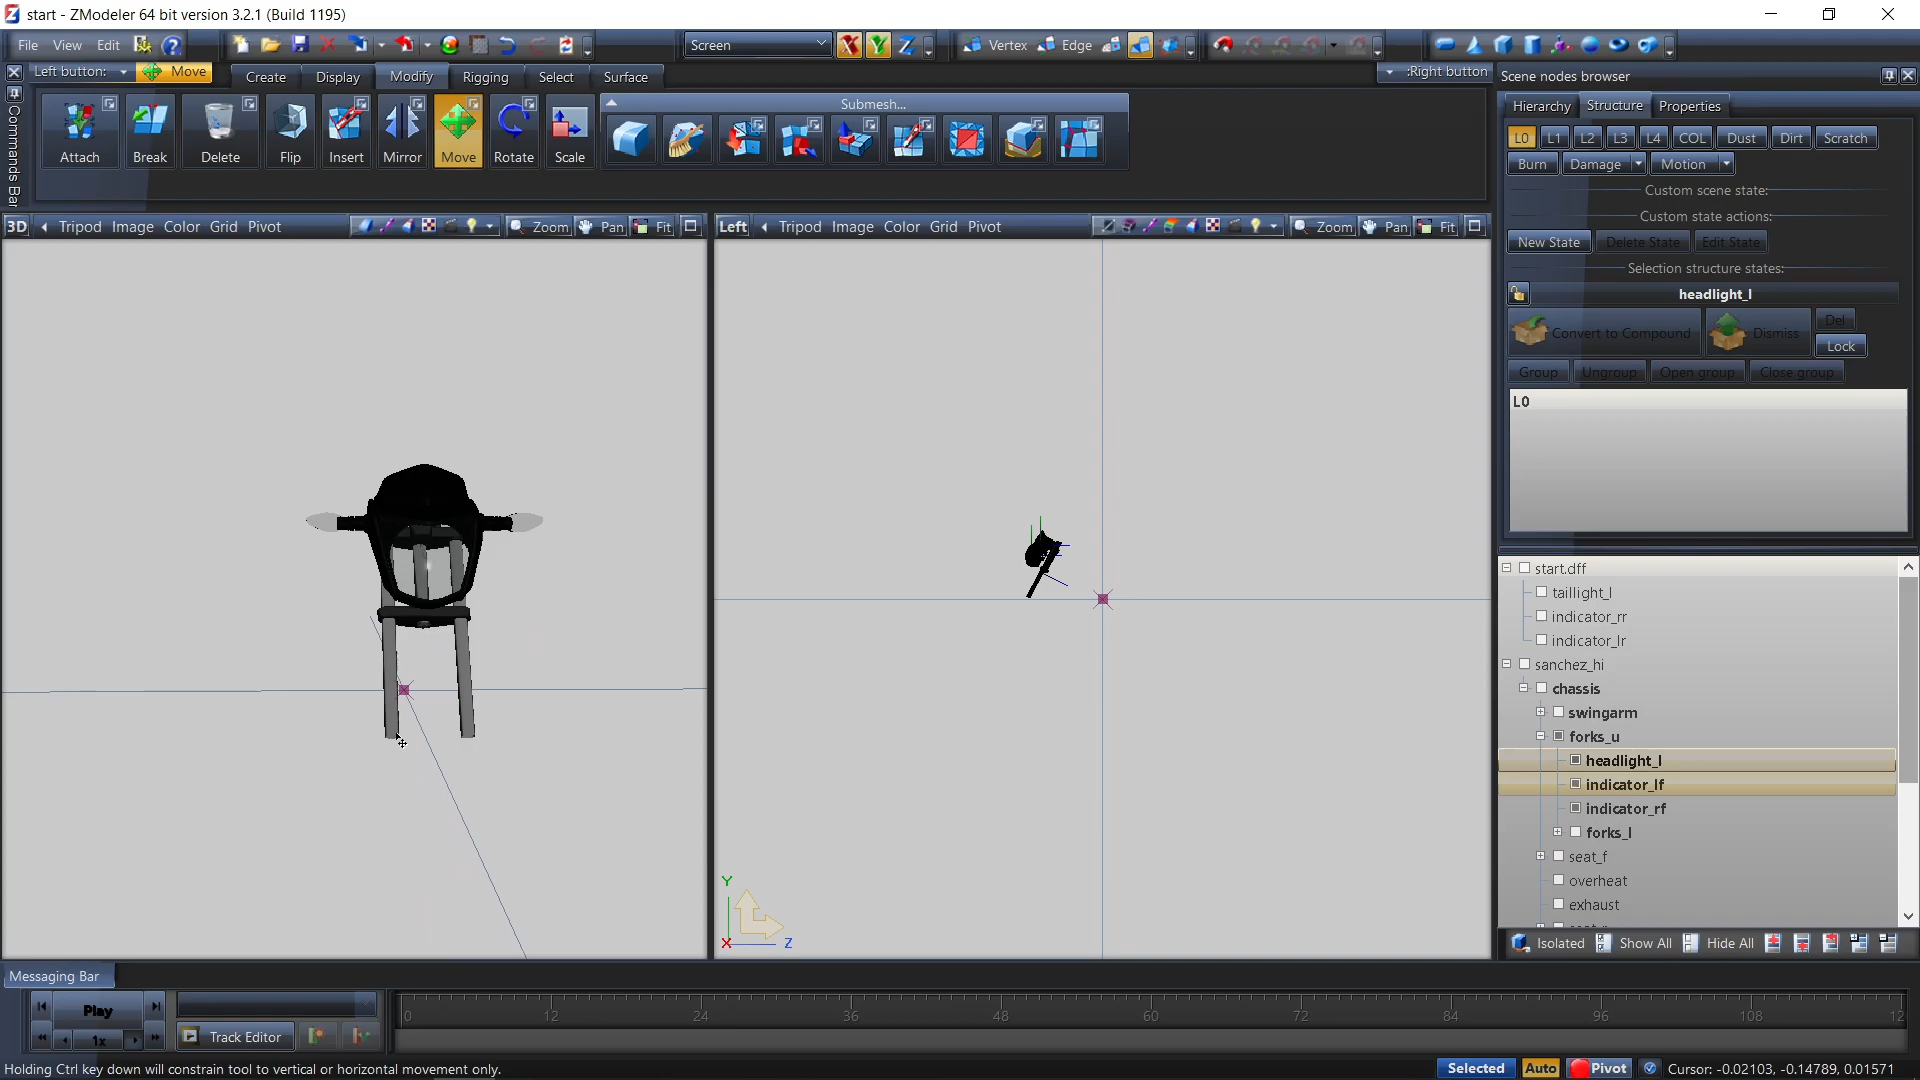 start - ZModeler 64 bit version 3.2.1 (Build 1195)
File View Edit
Screen
X Y Z
Vertex Edge
Left button: Move
Create Display Modify Rigging Select Surface
:Right button
Commands Bar
Submesh...
Attach Break Delete Flip Insert Mirror Move Rotate Scale
3D Tripod Image Color Grid Pivot Zoom Pan Fit
Left Tripod Image Color Grid Pivot Zoom Pan Fit
Y
X Z
Scene nodes browser
Hierarchy Structure Properties
L0 L1 L2 L3 L4 COL Dust Dirt Scratch
Burn Damage Motion
Custom scene state:
Custom state actions:
New State Delete State Edit State
Selection structure states:
headlight_l
Convert to Compound Dismiss Del
Lock
Group Ungroup Open group Close group
L0
start.dff
taillight_l
indicator_rr
indicator_lr
sanchez_hi
chassis
swingarm
forks_u
headlight_l
indicator_lf
indicator_rf
forks_l
seat_f
overheat
exhaust
Isolated Show All Hide All
Messaging Bar
Play
1x
Track Editor
0 12 24 36 48 60 72 84 96 108 12
Holding Ctrl key down will constrain tool to vertical or horizontal movement only.
Selected Auto Pivot Cursor: -0.02103, -0.14789, 0.01571